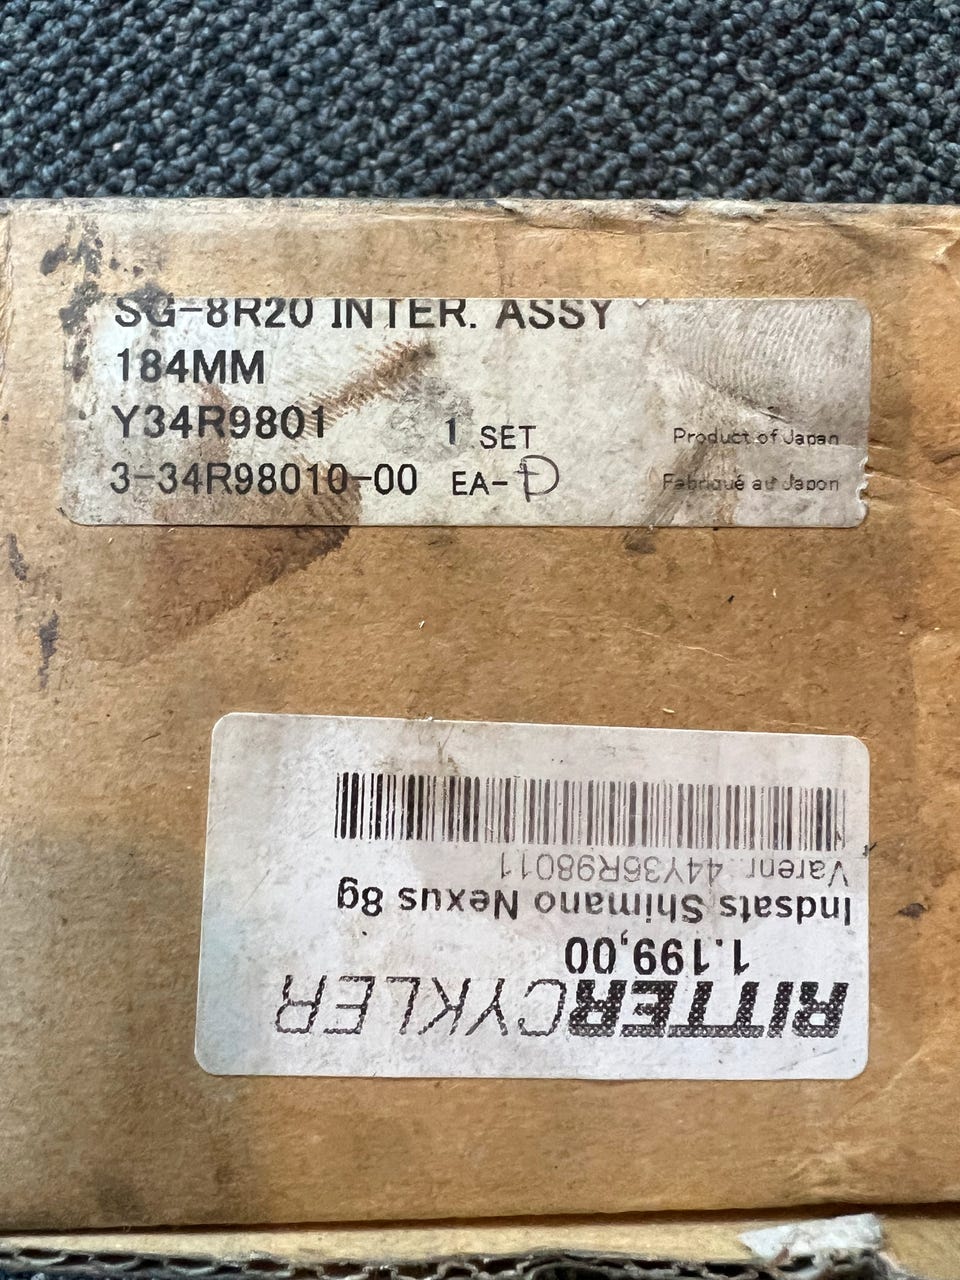 SG-8R20 INTER. ASSY
184MM
Y34R9801 1 SET Product of Japan
3-34R98010-00 EA-D Fabriqué au Japon
RITTERCYKLER
1.199,00
Indsats Shimano Nexus 8g
Varenr.:44Y36R98011